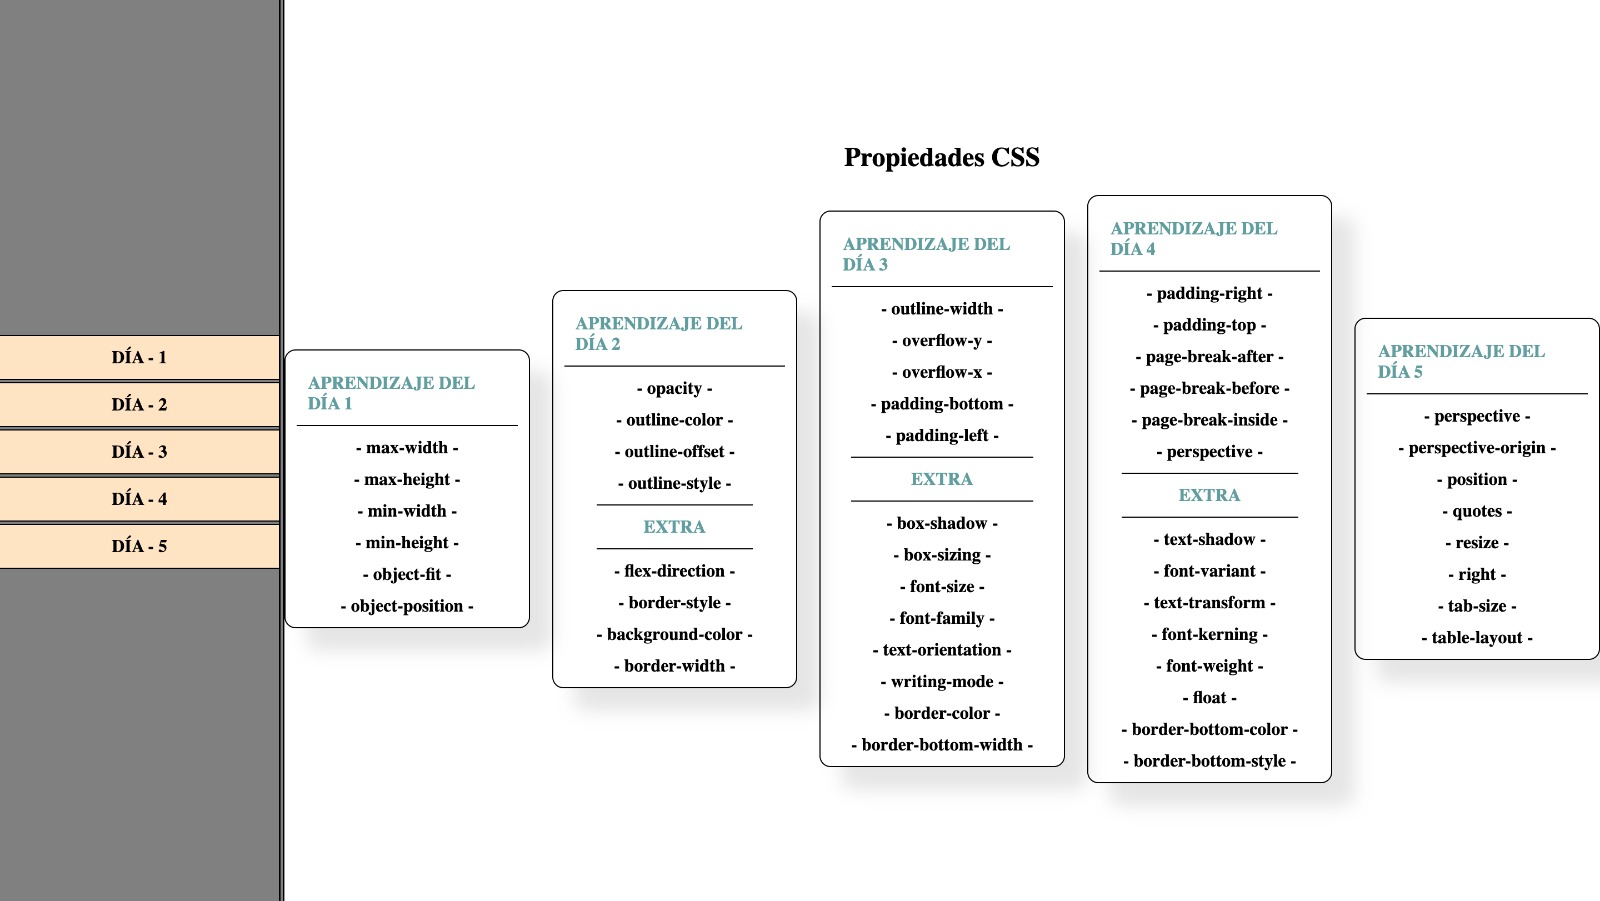 DÍA - 1
DÍA - 2
DÍA - 3
DÍA - 4
DÍA - 5
Propiedades CSS
APRENDIZAJE DEL
DÍA 1
- max-width -
- max-height -
- min-width -
- min-height -
- object-fit -
- object-position -
APRENDIZAJE DEL
DÍA 2
- opacity -
- outline-color -
- outline-offset -
- outline-style -
EXTRA
- flex-direction -
- border-style -
- background-color -
- border-width -
APRENDIZAJE DEL
DÍA 3
- outline-width -
- overflow-y -
- overflow-x -
- padding-bottom -
- padding-left -
EXTRA
- box-shadow -
- box-sizing -
- font-size -
- font-family -
- text-orientation -
- writing-mode -
- border-color -
- border-bottom-width -
APRENDIZAJE DEL
DÍA 4
- padding-right -
- padding-top -
- page-break-after -
- page-break-before -
- page-break-inside -
- perspective -
EXTRA
- text-shadow -
- font-variant -
- text-transform -
- font-kerning -
- font-weight -
- float -
- border-bottom-color -
- border-bottom-style -
APRENDIZAJE DEL
DÍA 5
- perspective -
- perspective-origin -
- position -
- quotes -
- resize -
- right -
- tab-size -
- table-layout -